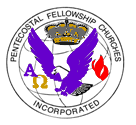 PENTECOSTAL FELLOWSHIP CHURCHES
ΑΩ
INCORPORATED